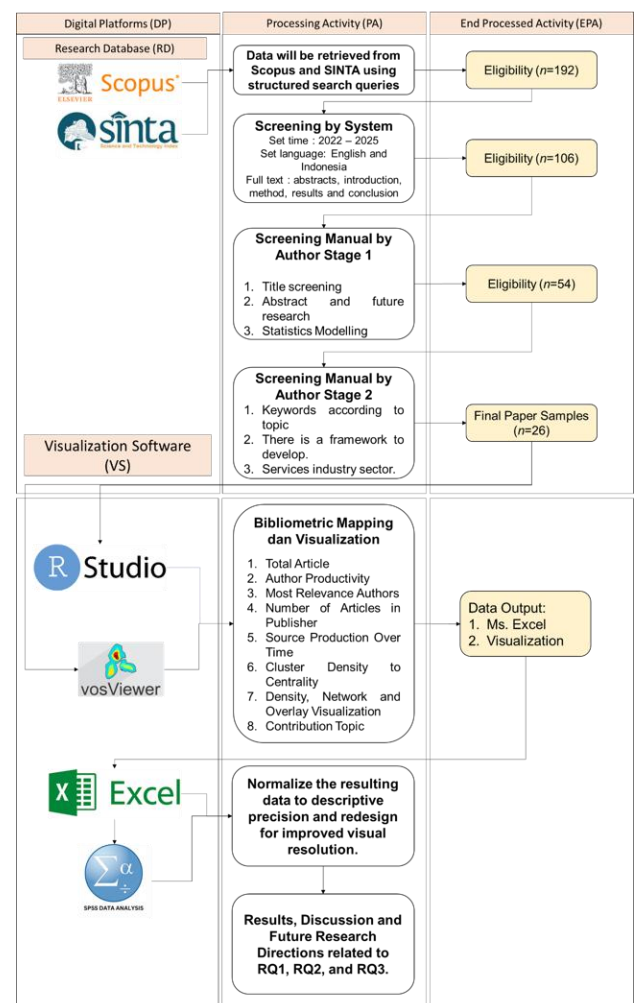 Digital Platforms (DP)
Processing Activity (PA)
End Processed Activity (EPA)
Research Database (RD)
ELSEVIER
Scopus
sinta
Science and Technology Index
Data will be retrieved from
Scopus and SINTA using
structured search queries
Eligibility (n=192)
Screening by System
Set time : 2022 – 2025
Set language: English and
Indonesia
Full text : abstracts, introduction,
method, results and conclusion
Eligibility (n=106)
Screening Manual by
Author Stage 1
1. Title screening
2. Abstract and future
research
3. Statistics Modelling
Eligibility (n=54)
Screening Manual by
Author Stage 2
1. Keywords according to
topic
2. There is a framework to
develop.
3. Services industry sector.
Final Paper Samples
(n=26)
Visualization Software
(VS)
R Studio
vosViewer
Bibliometric Mapping
dan Visualization
1. Total Article
2. Author Productivity
3. Most Relevance Authors
4. Number of Articles in
Publisher
5. Source Production Over
Time
6. Cluster Density to
Centrality
7. Density, Network and
Overlay Visualization
8. Contribution Topic
Data Output:
1. Ms. Excel
2. Visualization
X Excel
Σ α ÷
SPSS DATA ANALYSIS
Normalize the resulting
data to descriptive
precision and redesign
for improved visual
resolution.
Results, Discussion and
Future Research
Directions related to
RQ1, RQ2, and RQ3.